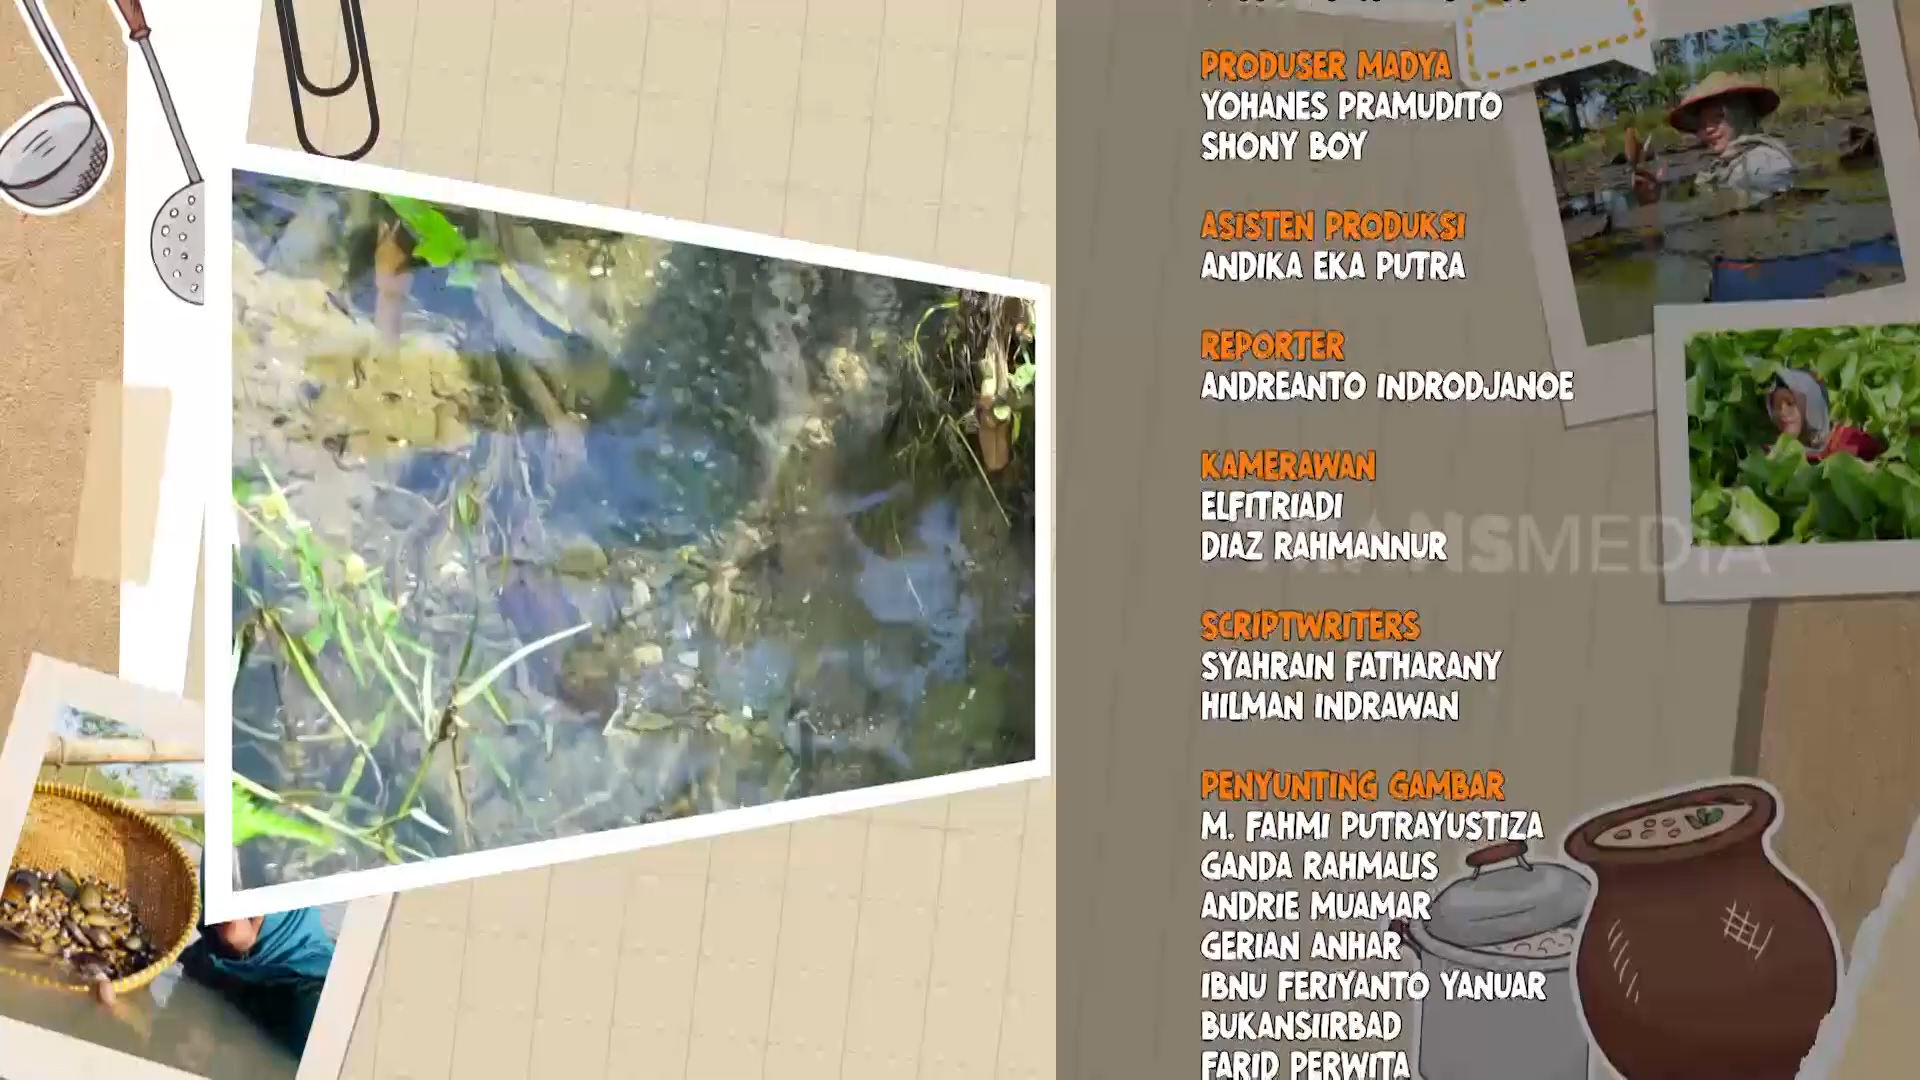 PRODUSER MADYA
YOHANES PRAMUDITO
SHONY BOY
ASISTEN PRODUKSI
ANDIKA EKA PUTRA
REPORTER
ANDREANTO INDRODJANOE
KAMERAWAN
ELFITRIADI
DIAZ RAHMANNUR
TRANSMEDIA
SCRIPTWRITERS
SYAHRAIN FATHARANY
HILMAN INDRAWAN
PENYUNTING GAMBAR
M. FAHMI PUTRAYUSTIZA
GANDA RAHMALIS
ANDRIE MUAMAR
GERIAN ANHAR
IBNU FERIYANTO YANUAR
BUKANSIIRBAD
FARID PERWITA